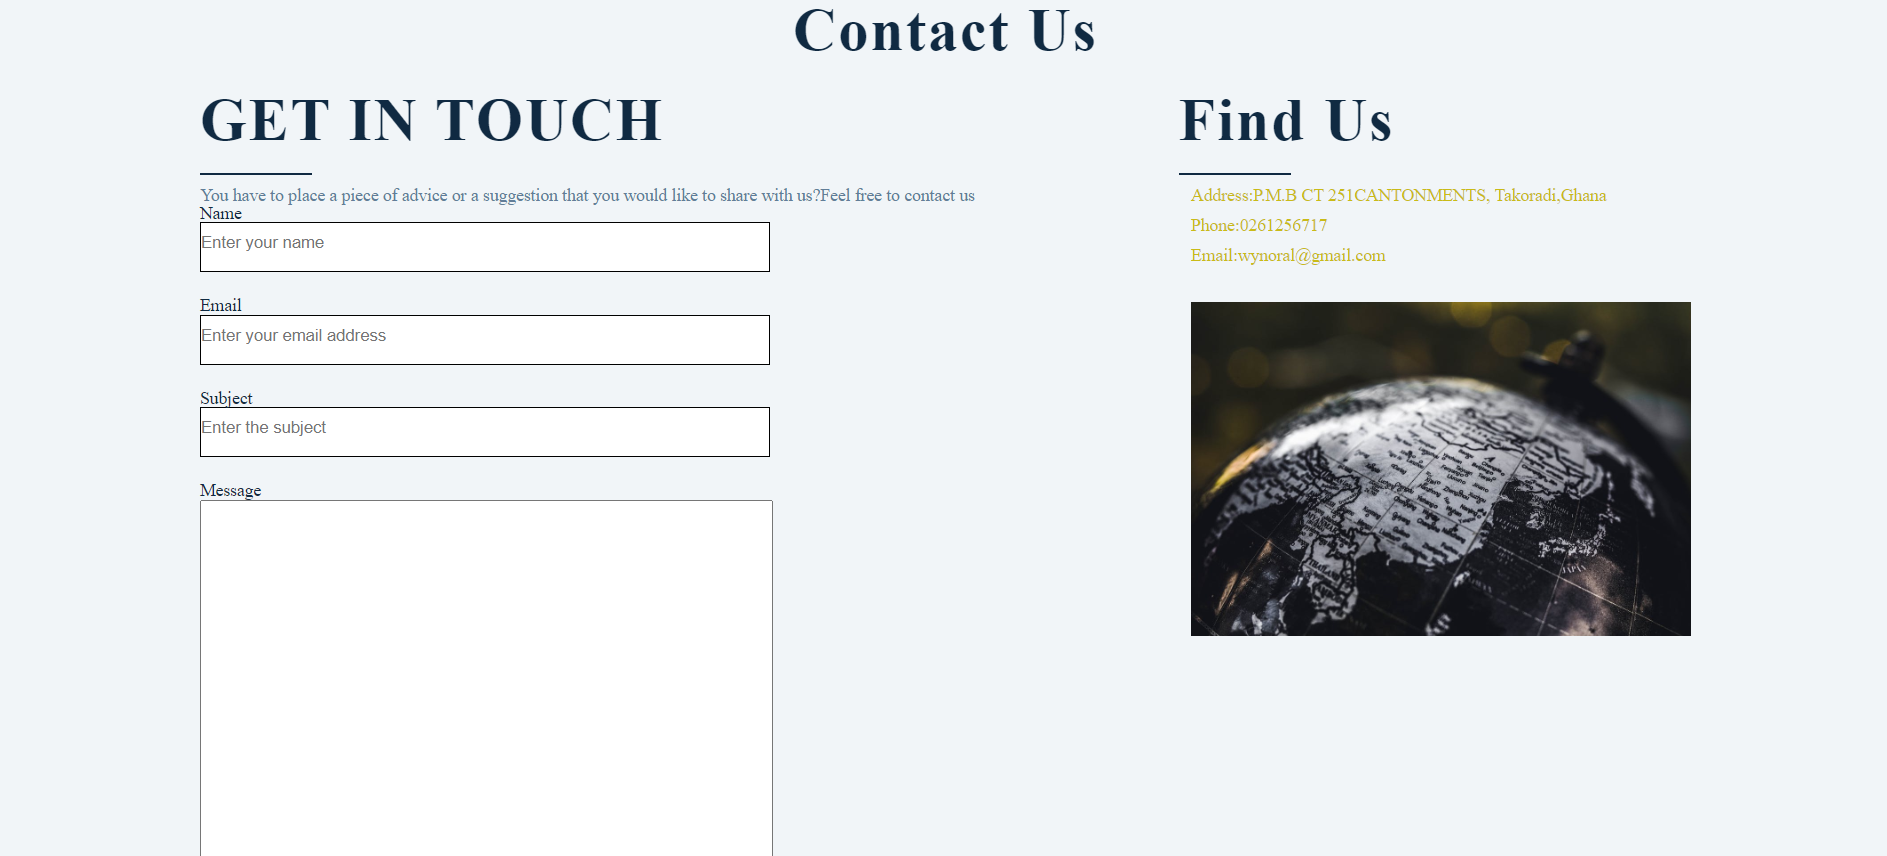 Contact Us
GET IN TOUCH
You have to place a piece of advice or a suggestion that you would like to share with us?Feel free to contact us
Name
Enter your name
Email
Enter your email address
Subject
Enter the subject
Message
Find Us
Address:P.M.B CT 251CANTONMENTS, Takoradi,Ghana
Phone:0261256717
Email:wynoral@gmail.com
JAPAN